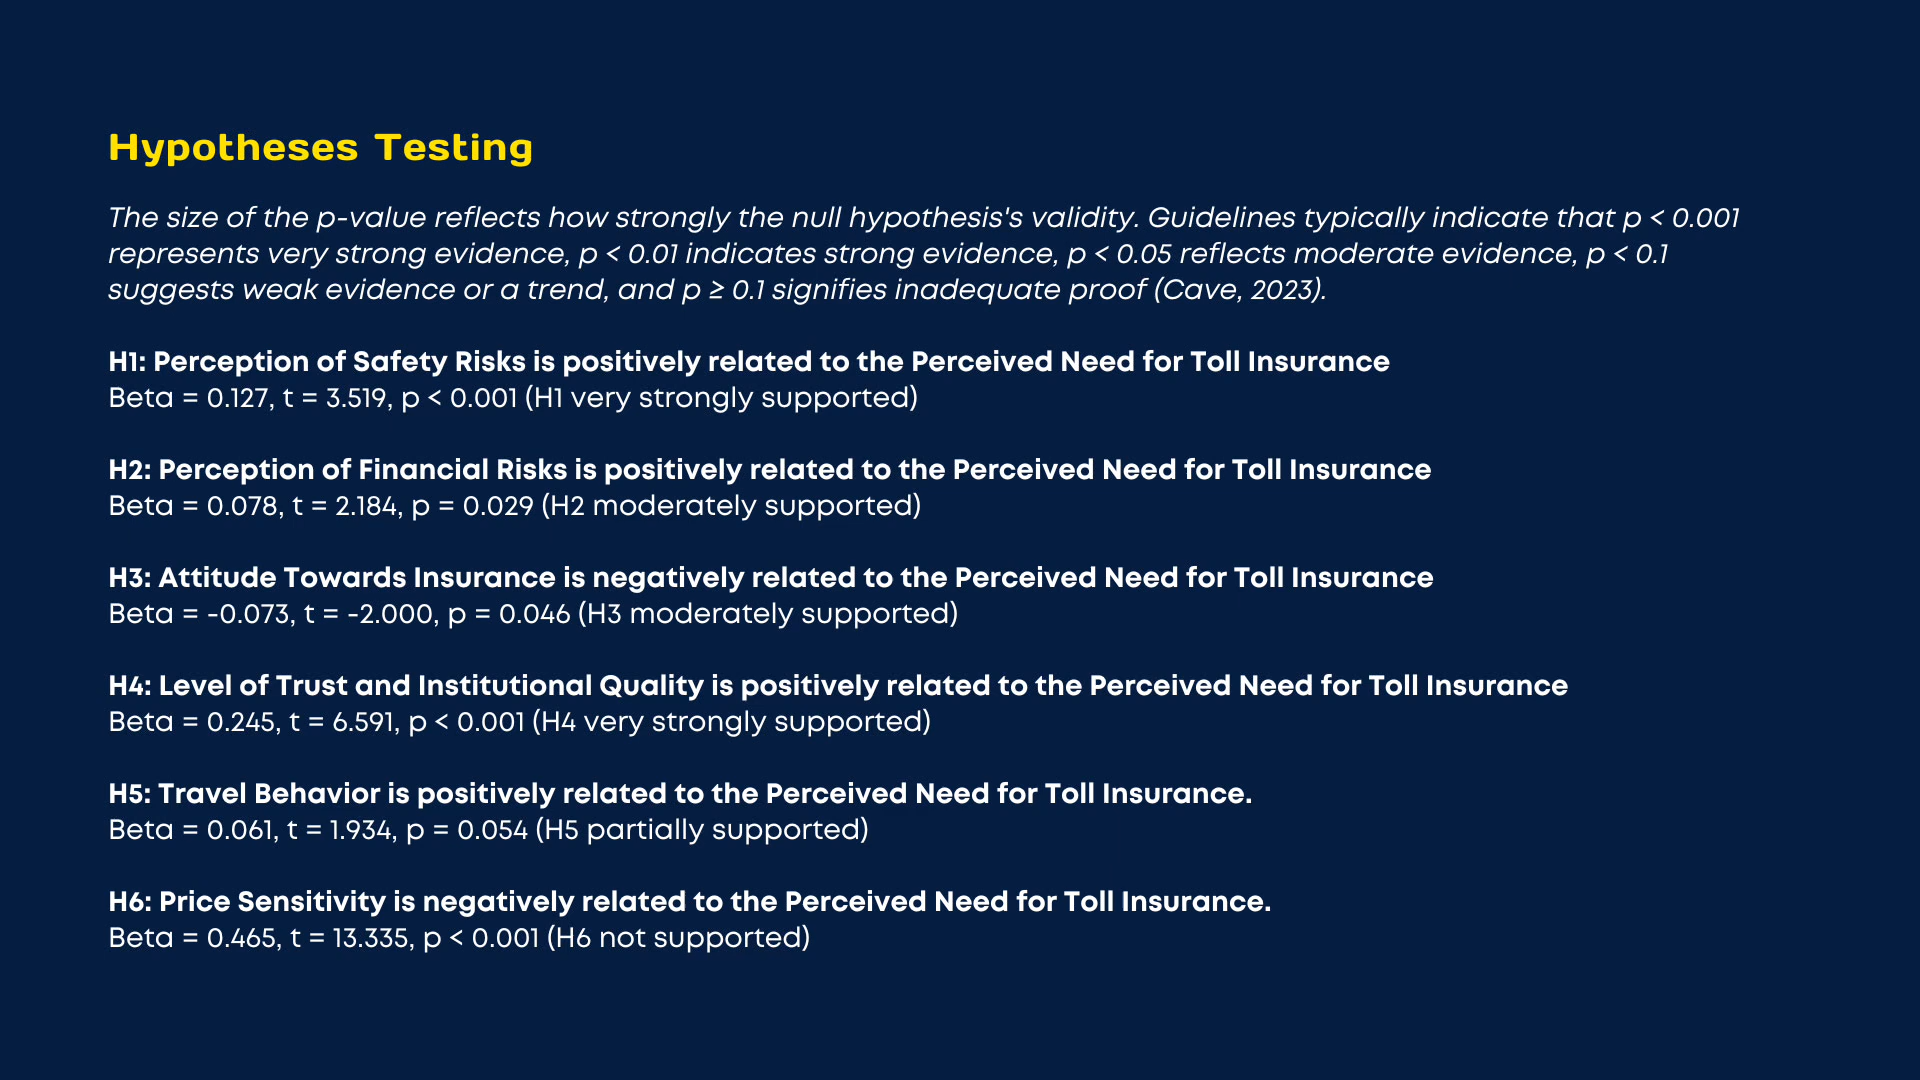 Hypotheses Testing
The size of the p-value reflects how strongly the null hypothesis's validity. Guidelines typically indicate that p < 0.001
represents very strong evidence, p < 0.01 indicates strong evidence, p < 0.05 reflects moderate evidence, p < 0.1
suggests weak evidence or a trend, and p ≥ 0.1 signifies inadequate proof (Cave, 2023).
H1: Perception of Safety Risks is positively related to the Perceived Need for Toll Insurance
Beta = 0.127, t = 3.519, p < 0.001 (H1 very strongly supported)
H2: Perception of Financial Risks is positively related to the Perceived Need for Toll Insurance
Beta = 0.078, t = 2.184, p = 0.029 (H2 moderately supported)
H3: Attitude Towards Insurance is negatively related to the Perceived Need for Toll Insurance
Beta = -0.073, t = -2.000, p = 0.046 (H3 moderately supported)
H4: Level of Trust and Institutional Quality is positively related to the Perceived Need for Toll Insurance
Beta = 0.245, t = 6.591, p < 0.001 (H4 very strongly supported)
H5: Travel Behavior is positively related to the Perceived Need for Toll Insurance.
Beta = 0.061, t = 1.934, p = 0.054 (H5 partially supported)
H6: Price Sensitivity is negatively related to the Perceived Need for Toll Insurance.
Beta = 0.465, t = 13.335, p < 0.001 (H6 not supported)